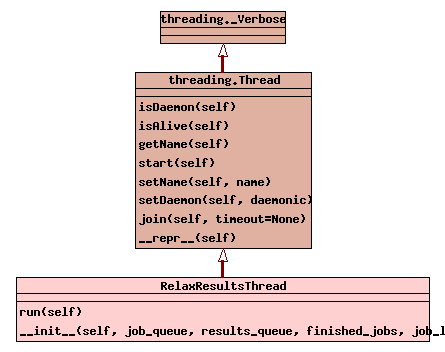 threading._Verbose
threading.Thread
isDaemon(self)
isAlive(self)
getName(self)
start(self)
setName(self, name)
setDaemon(self, daemonic)
join(self, timeout=None)
__repr__(self)
RelaxResultsThread
run(self)
__init__(self, job_queue, results_queue, finished_jobs, job_l